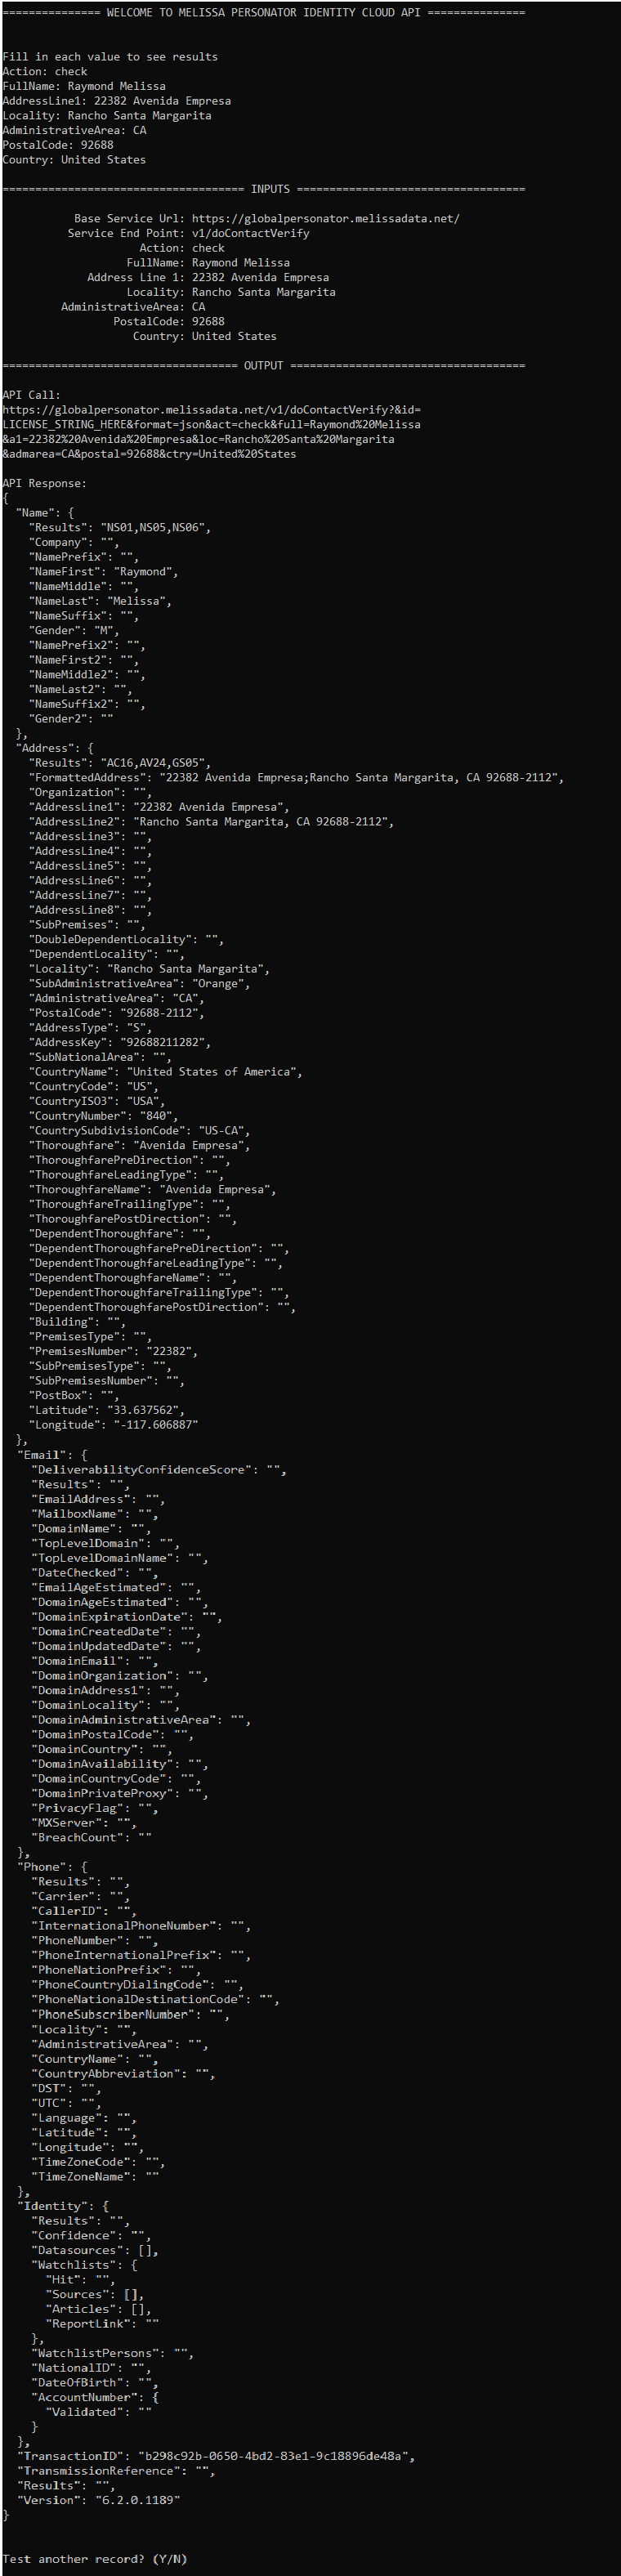 =============== WELCOME TO MELISSA PERSONATOR IDENTITY CLOUD API ===============
Fill in each value to see results
Action: check
FullName: Raymond Melissa
AddressLine1: 22382 Avenida Empresa
Locality: Rancho Santa Margarita
AdministrativeArea: CA
PostalCode: 92688
Country: United States
===================================== INPUTS ===================================
Base Service Url: https://globalpersonator.melissadata.net/
Service End Point: v1/doContactVerify
Action: check
FullName: Raymond Melissa
Address Line 1: 22382 Avenida Empresa
Locality: Rancho Santa Margarita
AdministrativeArea: CA
PostalCode: 92688
Country: United States
==================================== OUTPUT ====================================
API Call:
https://globalpersonator.melissadata.net/v1/doContactVerify?&id=
LICENSE_STRING_HERE&format=json&act=check&full=Raymond%20Melissa
&a1=22382%20Avenida%20Empresa&loc=Rancho%20Santa%20Margarita
&admarea=CA&postal=92688&ctry=United%20States
API Response:
{
"Name": {
"Results": "NS01,NS05,NS06",
"Company": "",
"NamePrefix": "",
"NameFirst": "Raymond",
"NameMiddle": "",
"NameLast": "Melissa",
"NameSuffix": "",
"Gender": "M",
"NamePrefix2": "",
"NameFirst2": "",
"NameMiddle2": "",
"NameLast2": "",
"NameSuffix2": "",
"Gender2": ""
},
"Address": {
"Results": "AC16,AV24,GS05",
"FormattedAddress": "22382 Avenida Empresa;Rancho Santa Margarita, CA 92688-2112",
"Organization": "",
"AddressLine1": "22382 Avenida Empresa",
"AddressLine2": "Rancho Santa Margarita, CA 92688-2112",
"AddressLine3": "",
"AddressLine4": "",
"AddressLine5": "",
"AddressLine6": "",
"AddressLine7": "",
"AddressLine8": "",
"SubPremises": "",
"DoubleDependentLocality": "",
"DependentLocality": "",
"Locality": "Rancho Santa Margarita",
"SubAdministrativeArea": "Orange",
"AdministrativeArea": "CA",
"PostalCode": "92688-2112",
"AddressType": "S",
"AddressKey": "92688211282",
"SubNationalArea": "",
"CountryName": "United States of America",
"CountryCode": "US",
"CountryISO3": "USA",
"CountryNumber": "840",
"CountrySubdivisionCode": "US-CA",
"Thoroughfare": "Avenida Empresa",
"ThoroughfarePreDirection": "",
"ThoroughfareLeadingType": "",
"ThoroughfareName": "Avenida Empresa",
"ThoroughfareTrailingType": "",
"ThoroughfarePostDirection": "",
"DependentThoroughfare": "",
"DependentThoroughfarePreDirection": "",
"DependentThoroughfareLeadingType": "",
"DependentThoroughfareName": "",
"DependentThoroughfareTrailingType": "",
"DependentThoroughfarePostDirection": "",
"Building": "",
"PremisesType": "",
"PremisesNumber": "22382",
"SubPremisesType": "",
"SubPremisesNumber": "",
"PostBox": "",
"Latitude": "33.637562",
"Longitude": "-117.606887"
},
"Email": {
"DeliverabilityConfidenceScore": "",
"Results": "",
"EmailAddress": "",
"MailboxName": "",
"DomainName": "",
"TopLevelDomain": "",
"TopLevelDomainName": "",
"DateChecked": "",
"EmailAgeEstimated": "",
"DomainAgeEstimated": "",
"DomainExpirationDate": "",
"DomainCreatedDate": "",
"DomainUpdatedDate": "",
"DomainEmail": "",
"DomainOrganization": "",
"DomainAddress1": "",
"DomainLocality": "",
"DomainAdministrativeArea": "",
"DomainPostalCode": "",
"DomainCountry": "",
"DomainAvailability": "",
"DomainCountryCode": "",
"DomainPrivateProxy": "",
"PrivacyFlag": "",
"MXServer": "",
"BreachCount": ""
},
"Phone": {
"Results": "",
"Carrier": "",
"CallerID": "",
"InternationalPhoneNumber": "",
"PhoneNumber": "",
"PhoneInternationalPrefix": "",
"PhoneNationPrefix": "",
"PhoneCountryDialingCode": "",
"PhoneNationalDestinationCode": "",
"PhoneSubscriberNumber": "",
"Locality": "",
"AdministrativeArea": "",
"CountryName": "",
"CountryAbbreviation": "",
"DST": "",
"UTC": "",
"Language": "",
"Latitude": "",
"Longitude": "",
"TimeZoneCode": "",
"TimeZoneName": ""
},
"Identity": {
"Results": "",
"Confidence": "",
"Datasources": [],
"Watchlists": {
"Hit": "",
"Sources": [],
"Articles": [],
"ReportLink": ""
},
"WatchlistPersons": "",
"NationalID": "",
"DateOfBirth": "",
"AccountNumber": {
"Validated": ""
}
},
"TransactionID": "b298c92b-0650-4bd2-83e1-9c18896de48a",
"TransmissionReference": "",
"Results": "",
"Version": "6.2.0.1189"
}
Test another record? (Y/N)